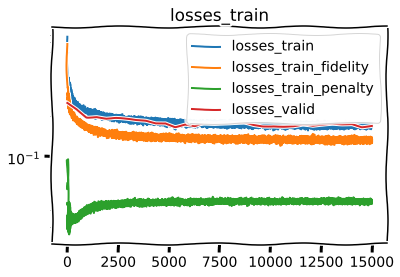 losses_train
losses_train
losses_train_fidelity
losses_train_penalty
losses_valid
10⁻¹
0 2500 5000 7500 10000 12500 15000